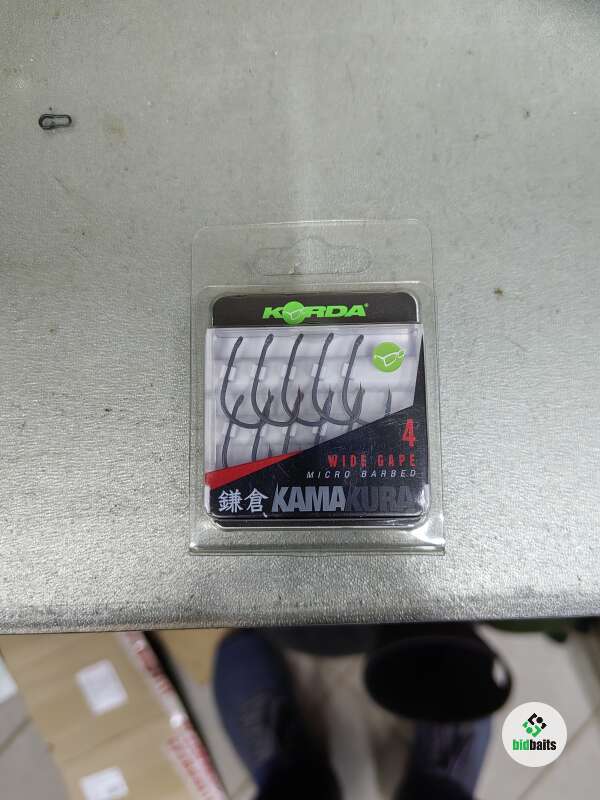 KORDA®
4
WIDE GAPE
MICRO BARBED
鎌倉 KAMAKURA
bidbaits